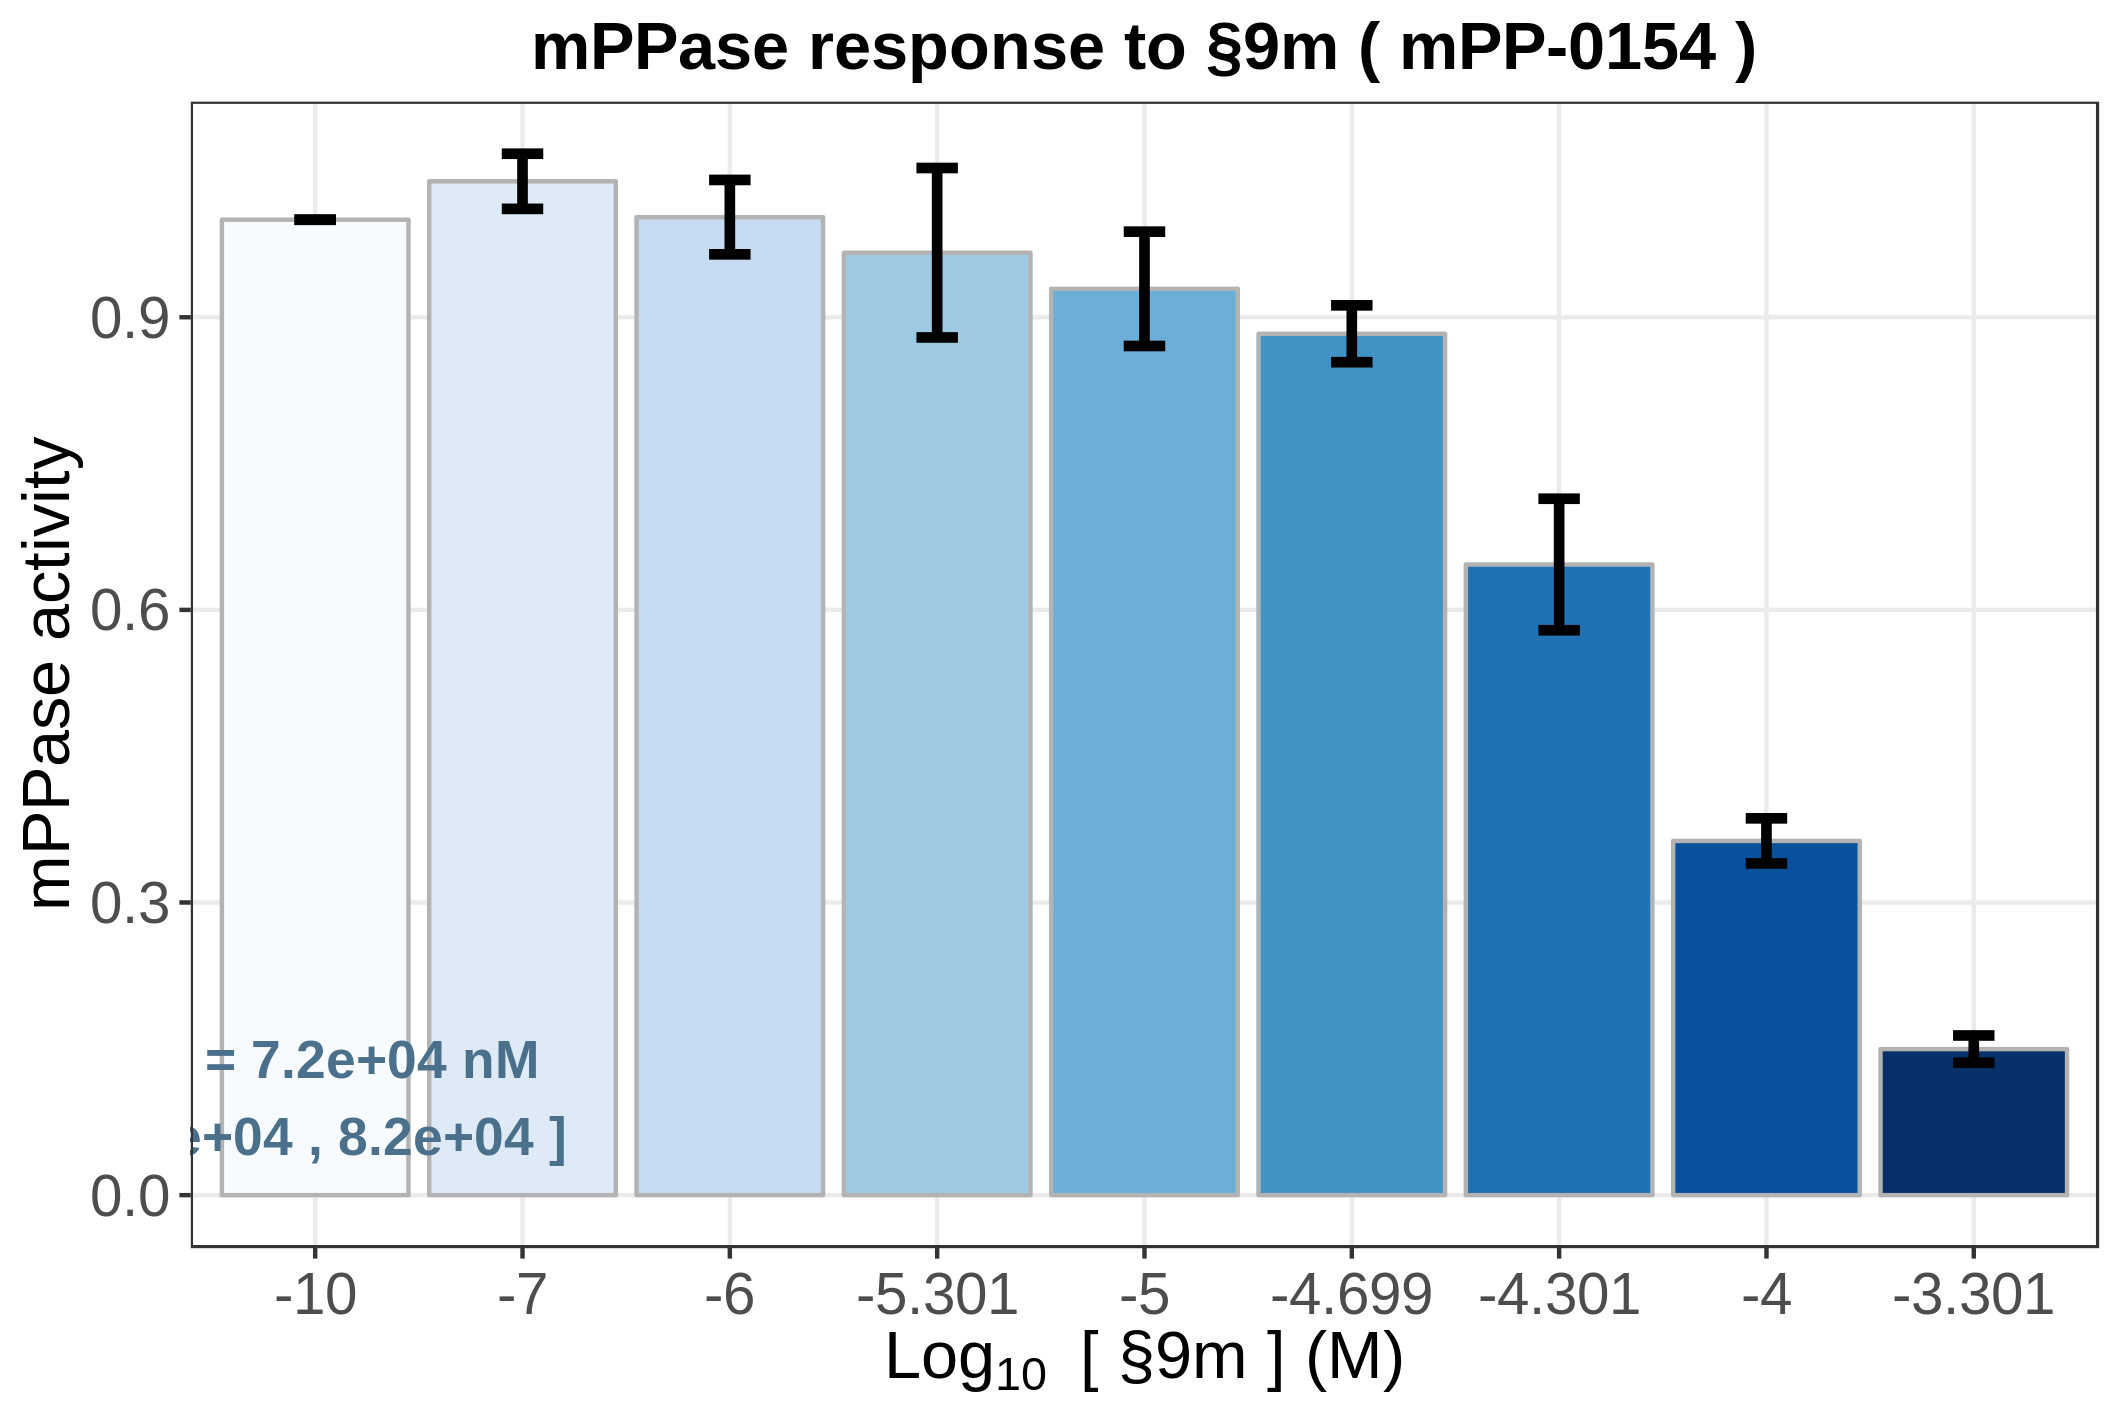 mPPase response to §9m ( mPP-0154 )
mPPase activity
0.9
0.6
0.3
0.0
= 7.2e+04 nM
e+04 , 8.2e+04 ]
-10 -7 -6 -5.301 -5 -4.699 -4.301 -4 -3.301
Log10 [ §9m ] (M)